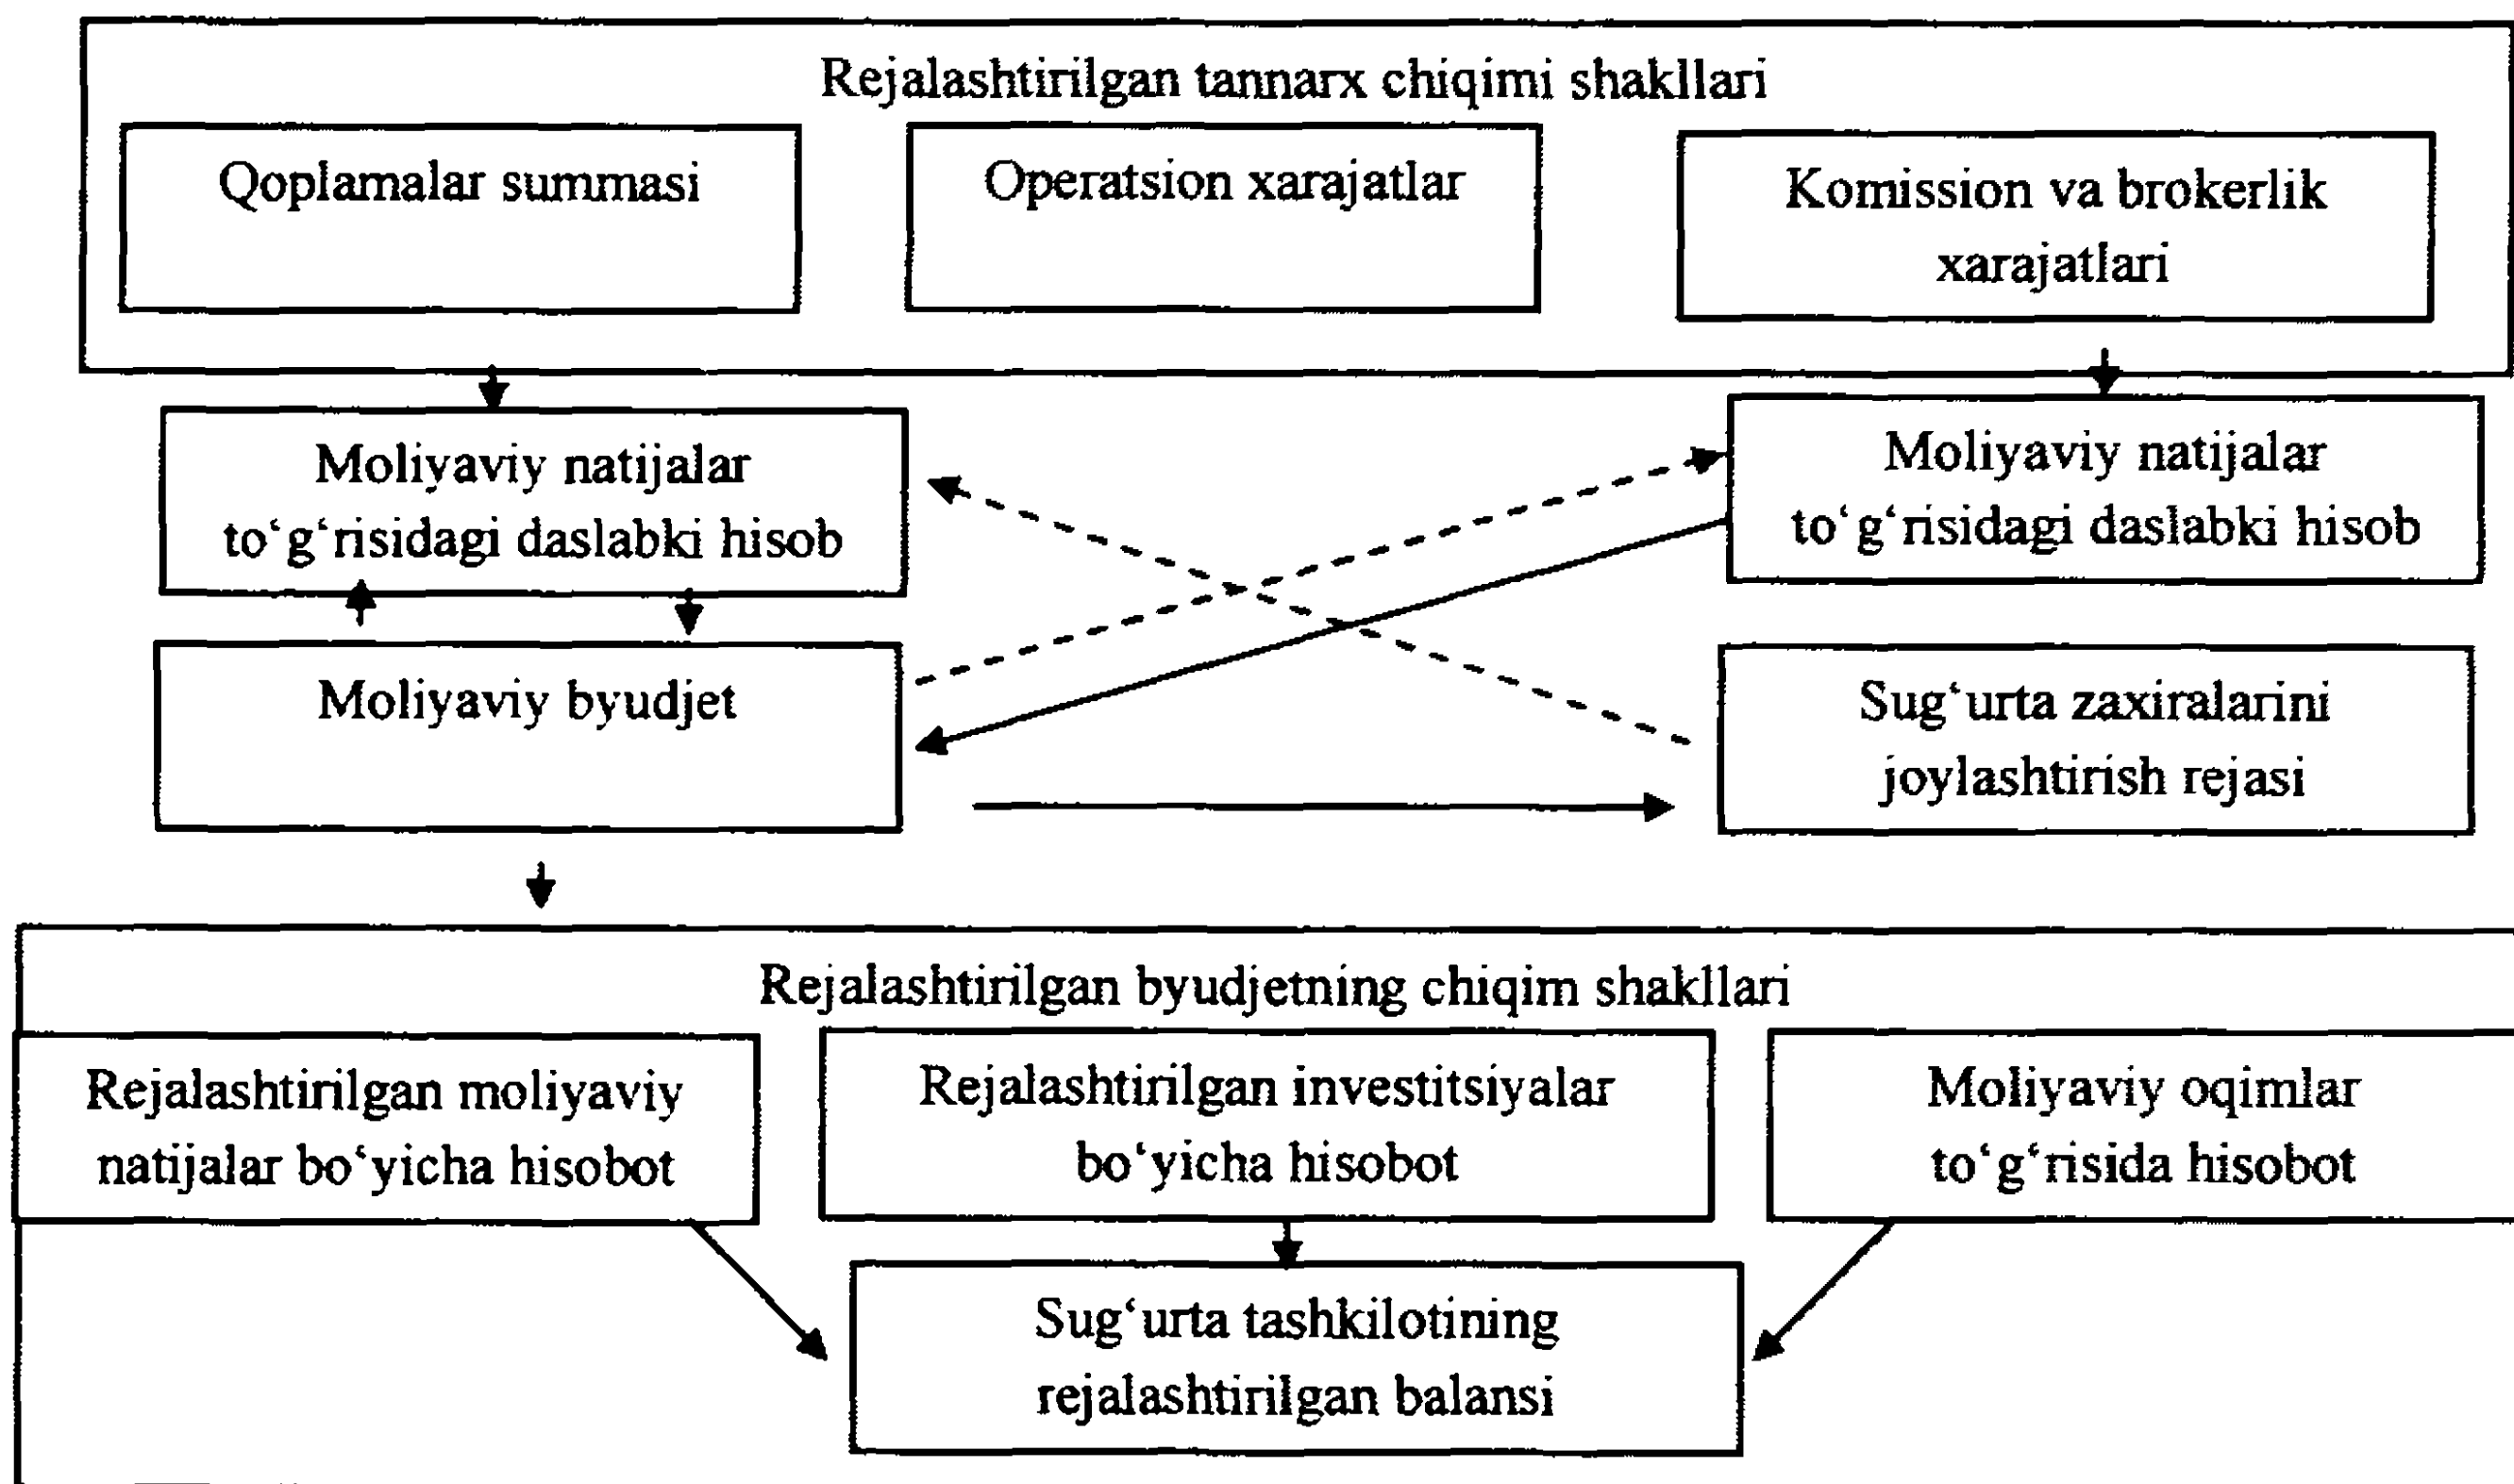 Rejalashtirilgan tannarx chiqimi shakllari
Qoplamalar summasi
Operatsion xarajatlar
Komission va brokerlik
xarajatlari
Moliyaviy natijalar
to‘g‘risidagi daslabki hisob
Moliyaviy natijalar
to‘g‘risidagi daslabki hisob
Moliyaviy byudjet
Sug‘urta zaxiralarini
joylashtirish rejasi
Rejalashtirilgan byudjetning chiqim shakllari
Rejalashtirilgan moliyaviy
natijalar bo‘yicha hisobot
Rejalashtirilgan investitsiyalar
bo‘yicha hisobot
Moliyaviy oqimlar
to‘g‘risida hisobot
Sug‘urta tashkilotining
rejalashtirilgan balansi